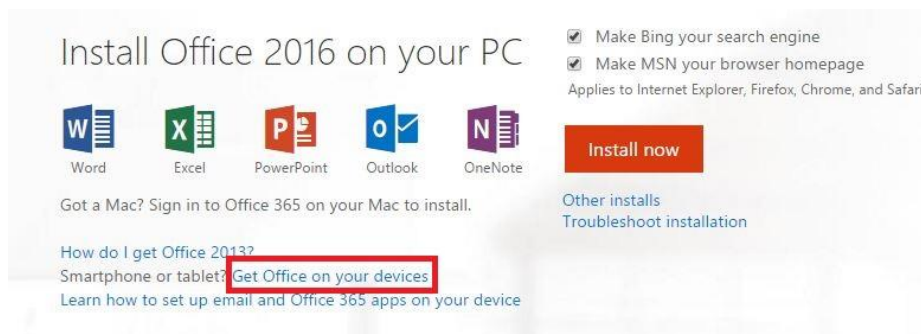 Install Office 2016 on your PC
Word Excel PowerPoint Outlook OneNote
Got a Mac? Sign in to Office 365 on your Mac to install.
How do I get Office 2013?
Smartphone or tablet? Get Office on your devices
Learn how to set up email and Office 365 apps on your device
Make Bing your search engine
Make MSN your browser homepage
Applies to Internet Explorer, Firefox, Chrome, and Safari
Install now
Other installs
Troubleshoot installation